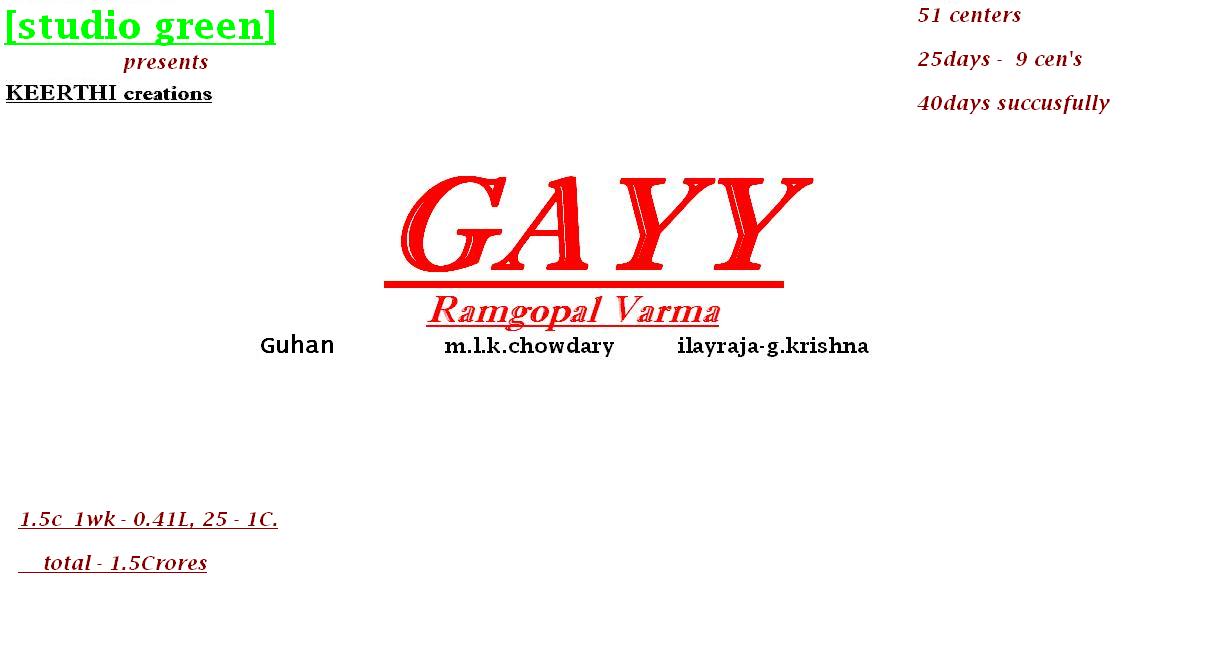 [studio green]
presents
KEERTHI creations
51 centers
25days - 9 cen's
40days succusfully
GAYY
Ramgopal Varma
Guhan m.l.k.chowdary ilayraja-g.krishna
1.5c 1wk - 0.41L, 25 - 1C.
total - 1.5Crores